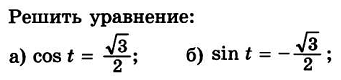 Решить уравнение:
а) cos t = √3/2; б) sin t = −√3/2;